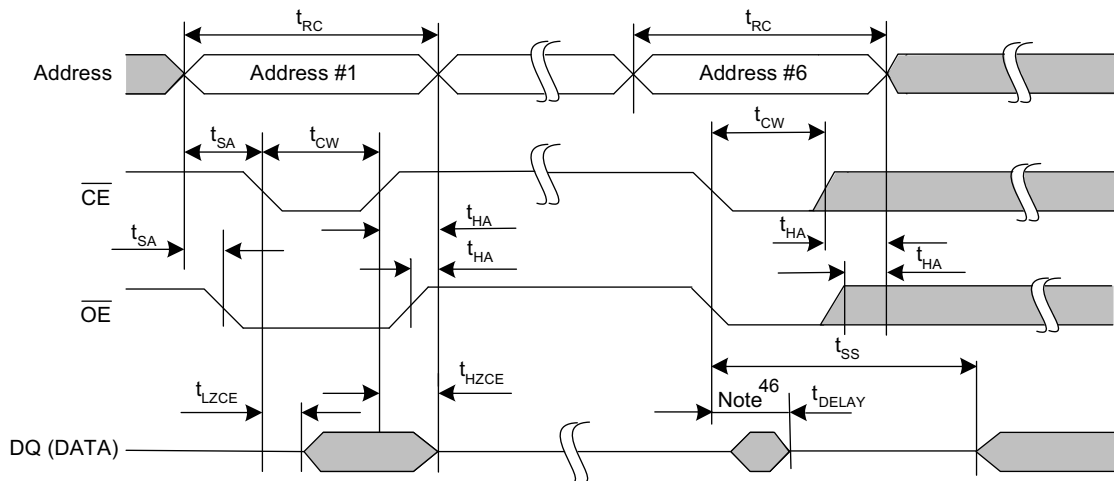 tRC tRC
Address Address #1 Address #6
tSA tCW tCW
CE
tHA
tSA tHA tHA
tHA
OE
tSS
tLZCE tHZCE Note46 tDELAY
DQ (DATA)